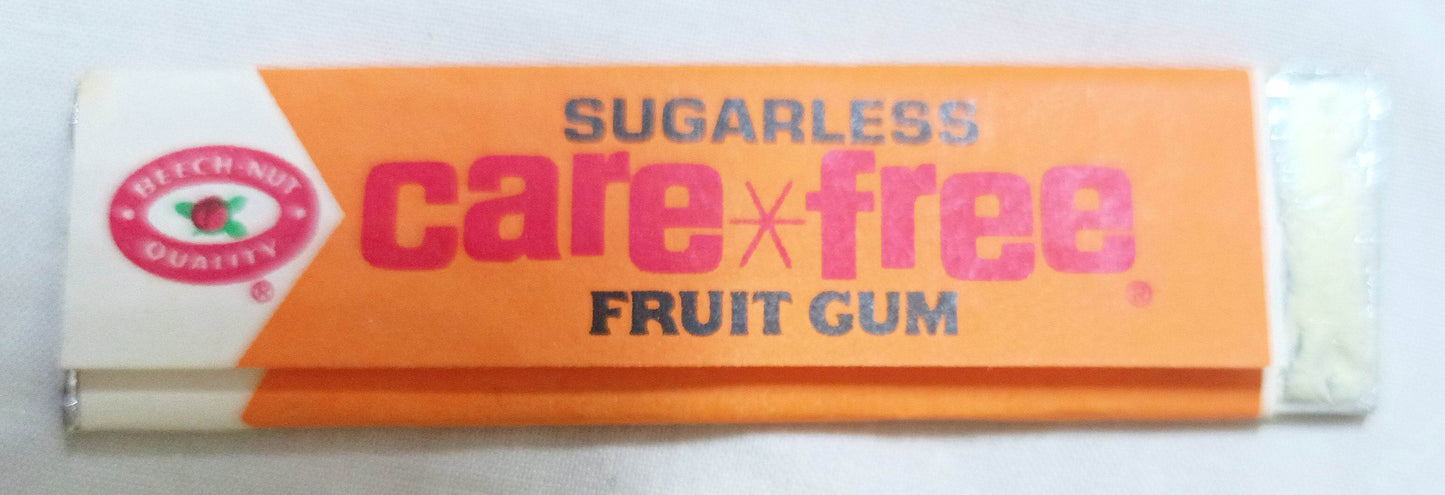 BEECH-NUT
QUALITY
®
SUGARLESS
care*free®
FRUIT GUM